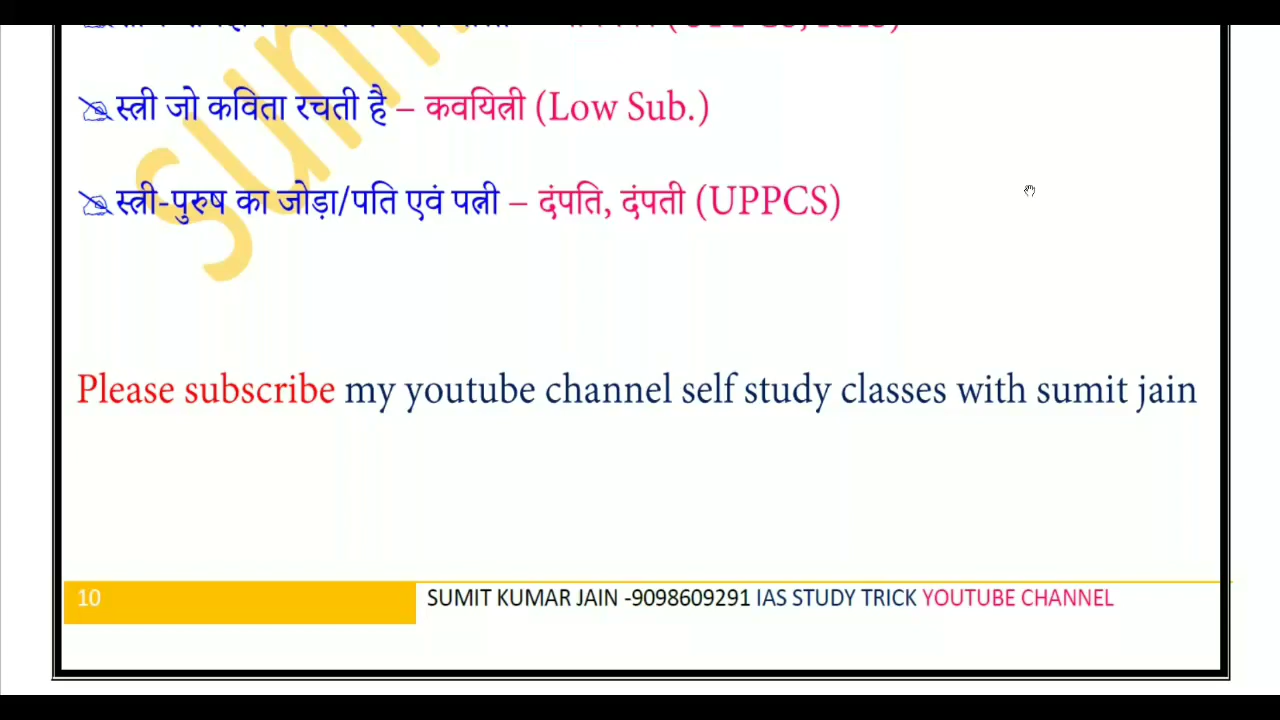 स्त्री जो कविता रचती है – कवयित्री (Low Sub.)
स्त्री-पुरुष का जोड़ा/पति एवं पत्नी – दंपति, दंपती (UPPCS)
Please subscribe my youtube channel self study classes with sumit jain
10 SUMIT KUMAR JAIN -9098609291 IAS STUDY TRICK YOUTUBE CHANNEL